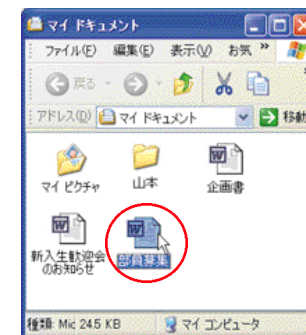 マイ ドキュメント
ファイル(F) 編集(E) 表示(V) お気 »
戻る
アドレス(D) マイ ドキュメント 移動
マイ ピクチャ 山本 企画書
新入生歓迎会
のお知らせ
部員募集
種類: Mic 24.5 KB マイ コンピュータ